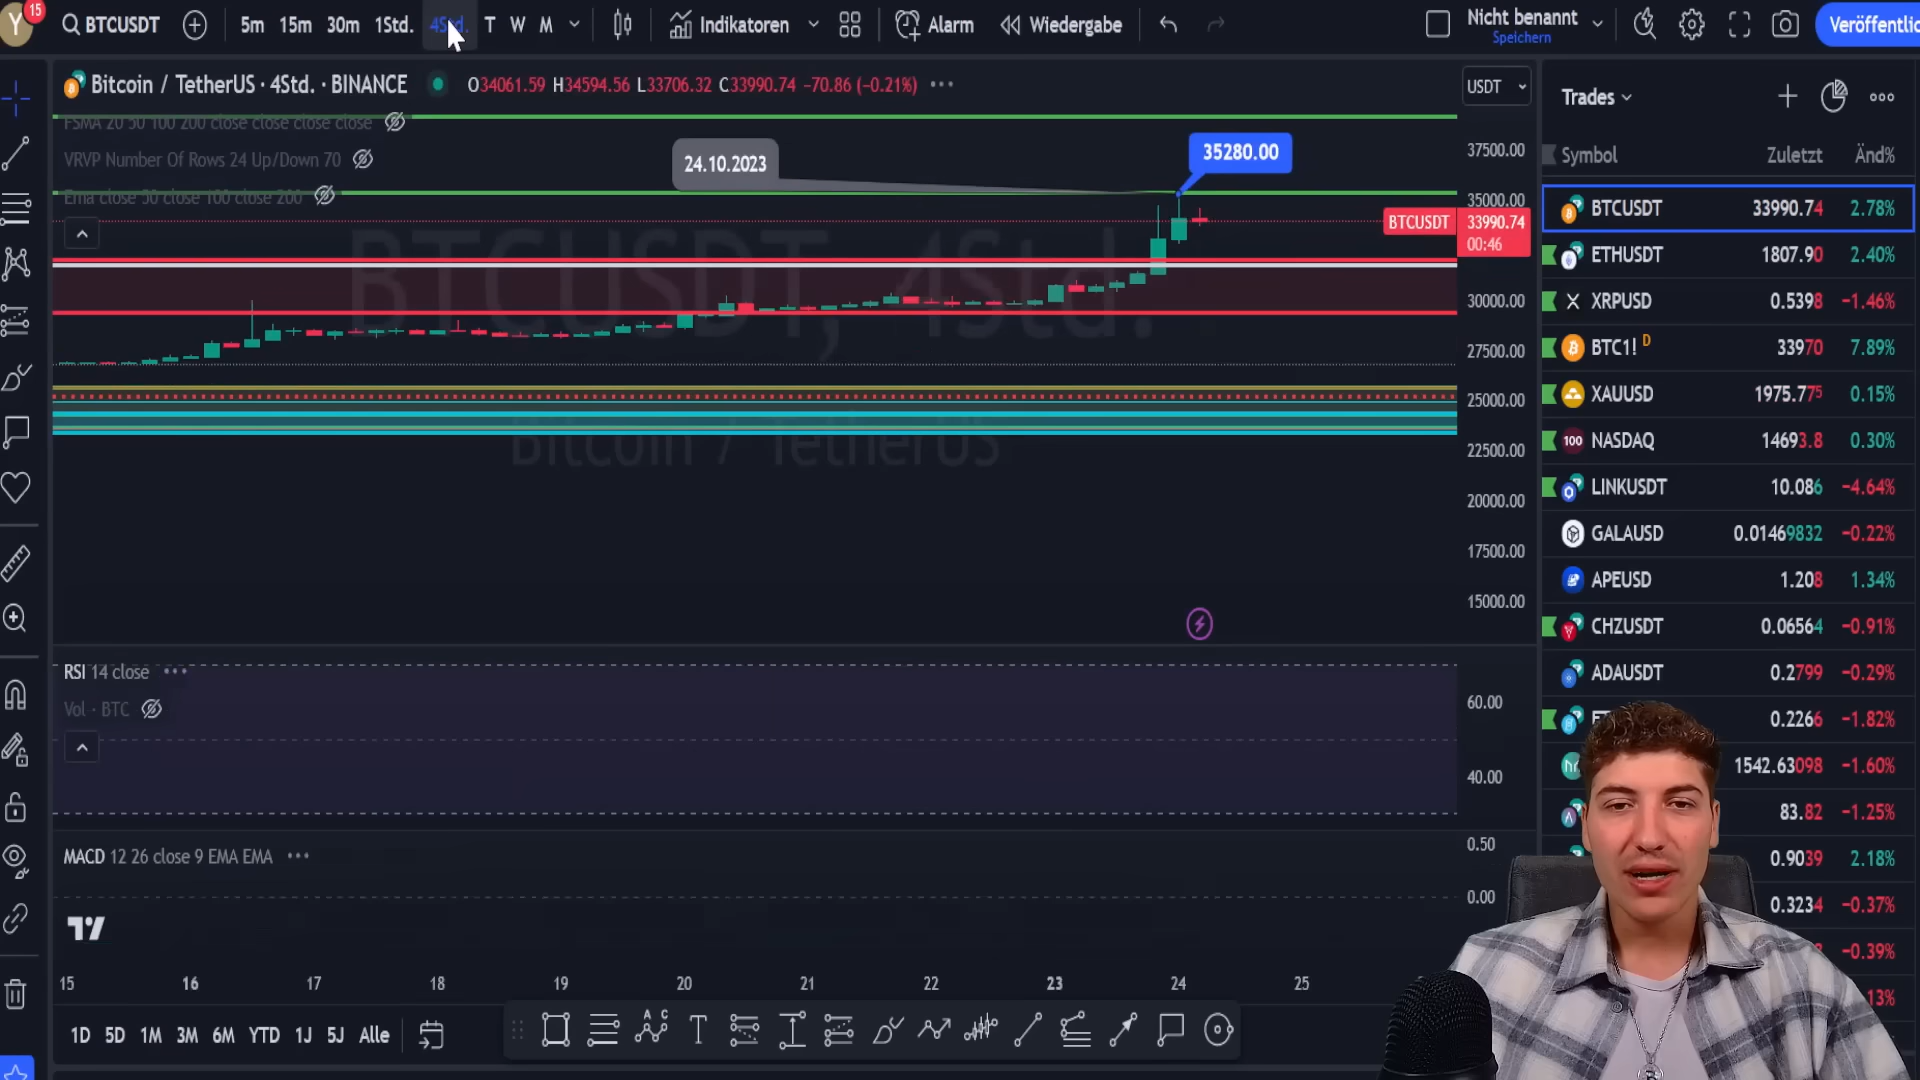 Y 15
BTCUSDT 5m 15m 30m 1Std. 4Std. T W M Indikatoren Alarm Wiedergabe Nicht benannt
Speichern
Veröffentlic
Bitcoin / TetherUS · 4Std. · BINANCE O34061.59 H34594.56 L33706.32 C33990.74 −70.86 (−0.21%)
USDT
FSMA 20 50 100 200 close close close close
VRVP Number Of Rows 24 Up/Down 70
Ema close 50 close 100 close 200
24.10.2023
35280.00
BTCUSDT, 4Std.
Bitcoin / TetherUS
37500.00
35000.00
BTCUSDT 33990.74
00:46
30000.00
27500.00
25000.00
22500.00
20000.00
17500.00
15000.00
RSI 14 close
Vol · BTC
60.00
40.00
MACD 12 26 close 9 EMA EMA
0.50
0.00
15 16 17 18 19 20 21 22 23 24 25
1D 5D 1M 3M 6M YTD 1J 5J Alle
A C
T
Trades
Symbol Zuletzt Änd%
BTCUSDT 33990.74 2.78%
ETHUSDT 1807.90 2.40%
XRPUSD 0.5398 −1.46%
BTC1! D 33970 7.89%
XAUUSD 1975.775 0.15%
100 NASDAQ 14693.8 0.30%
LINKUSDT 10.086 −4.64%
GALAUSD 0.01469832 −0.22%
APEUSD 1.208 1.34%
CHZUSDT 0.06564 −0.91%
ADAUSDT 0.2799 −0.29%
0.2266 −1.82%
1542.63098 −1.60%
83.82 −1.25%
0.9039 2.18%
0.3234 −0.37%
−0.39%
13%